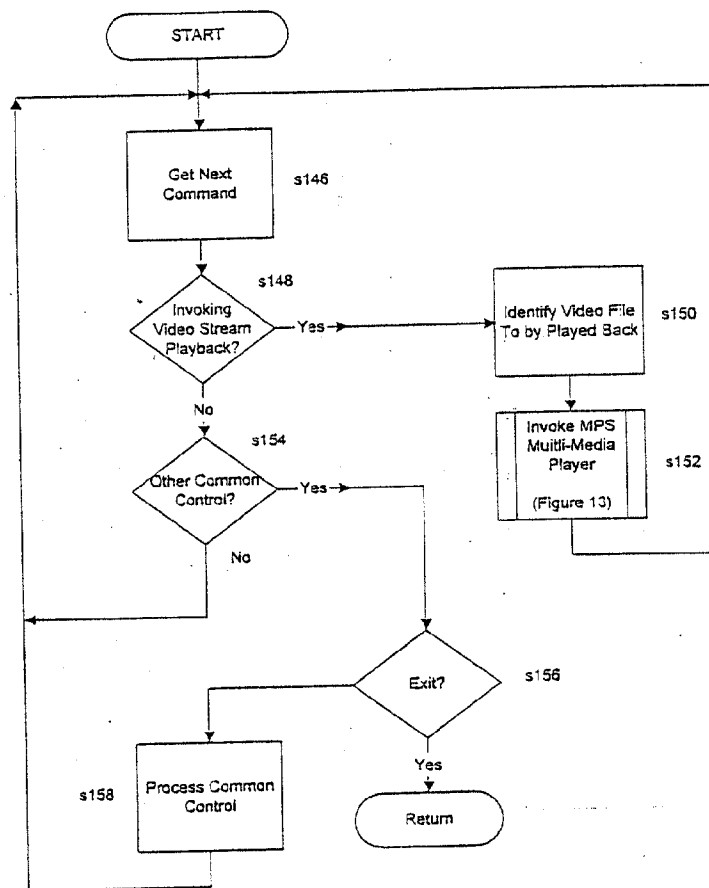 START
Get Next
Command
s146
s148
Invoking
Video Stream
Playback?
Yes
Identify Video File
To by Played Back
s150
No
Invoke MPS
Muitli-Media
Player
(Figure 13)
s152
s154
Other Common
Control?
Yes
No
Exit?
s156
Yes
s158
Process Common
Control
Return